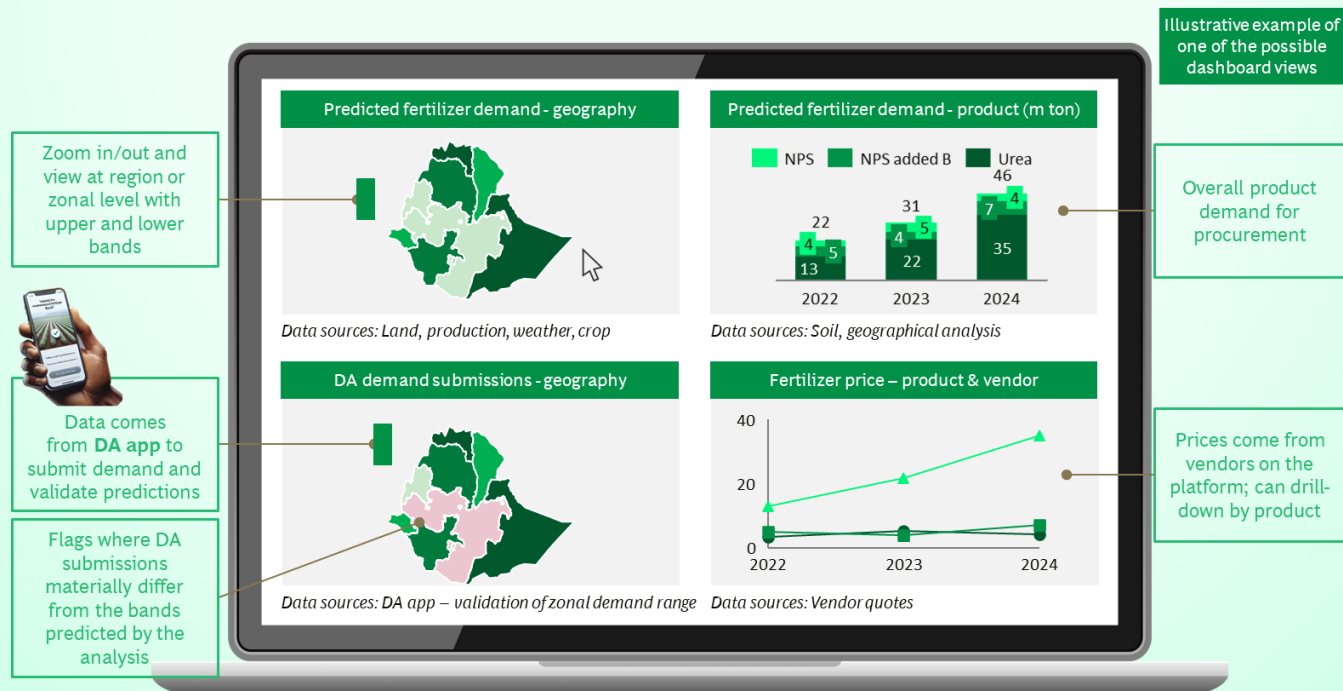 Illustrative example of
one of the possible
dashboard views
Predicted fertilizer demand - geography
Zoom in/out and
view at region or
zonal level with
upper and lower
bands
Data sources: Land, production, weather, crop
Predicted fertilizer demand - product (m ton)
NPS
NPS added B
Urea
22
4
5
13
31
5
4
22
46
4
7
35
2022
2023
2024
Data sources: Soil, geographical analysis
Overall product
demand for
procurement
DA demand submissions - geography
Data comes
from DA app to
submit demand and
validate predictions
Flags where DA
submissions
materially differ
from the bands
predicted by the
analysis
Data sources: DA app – validation of zonal demand range
Fertilizer price – product & vendor
40
20
0
2022
2023
2024
Data sources: Vendor quotes
Prices come from
vendors on the
platform; can drill-
down by product